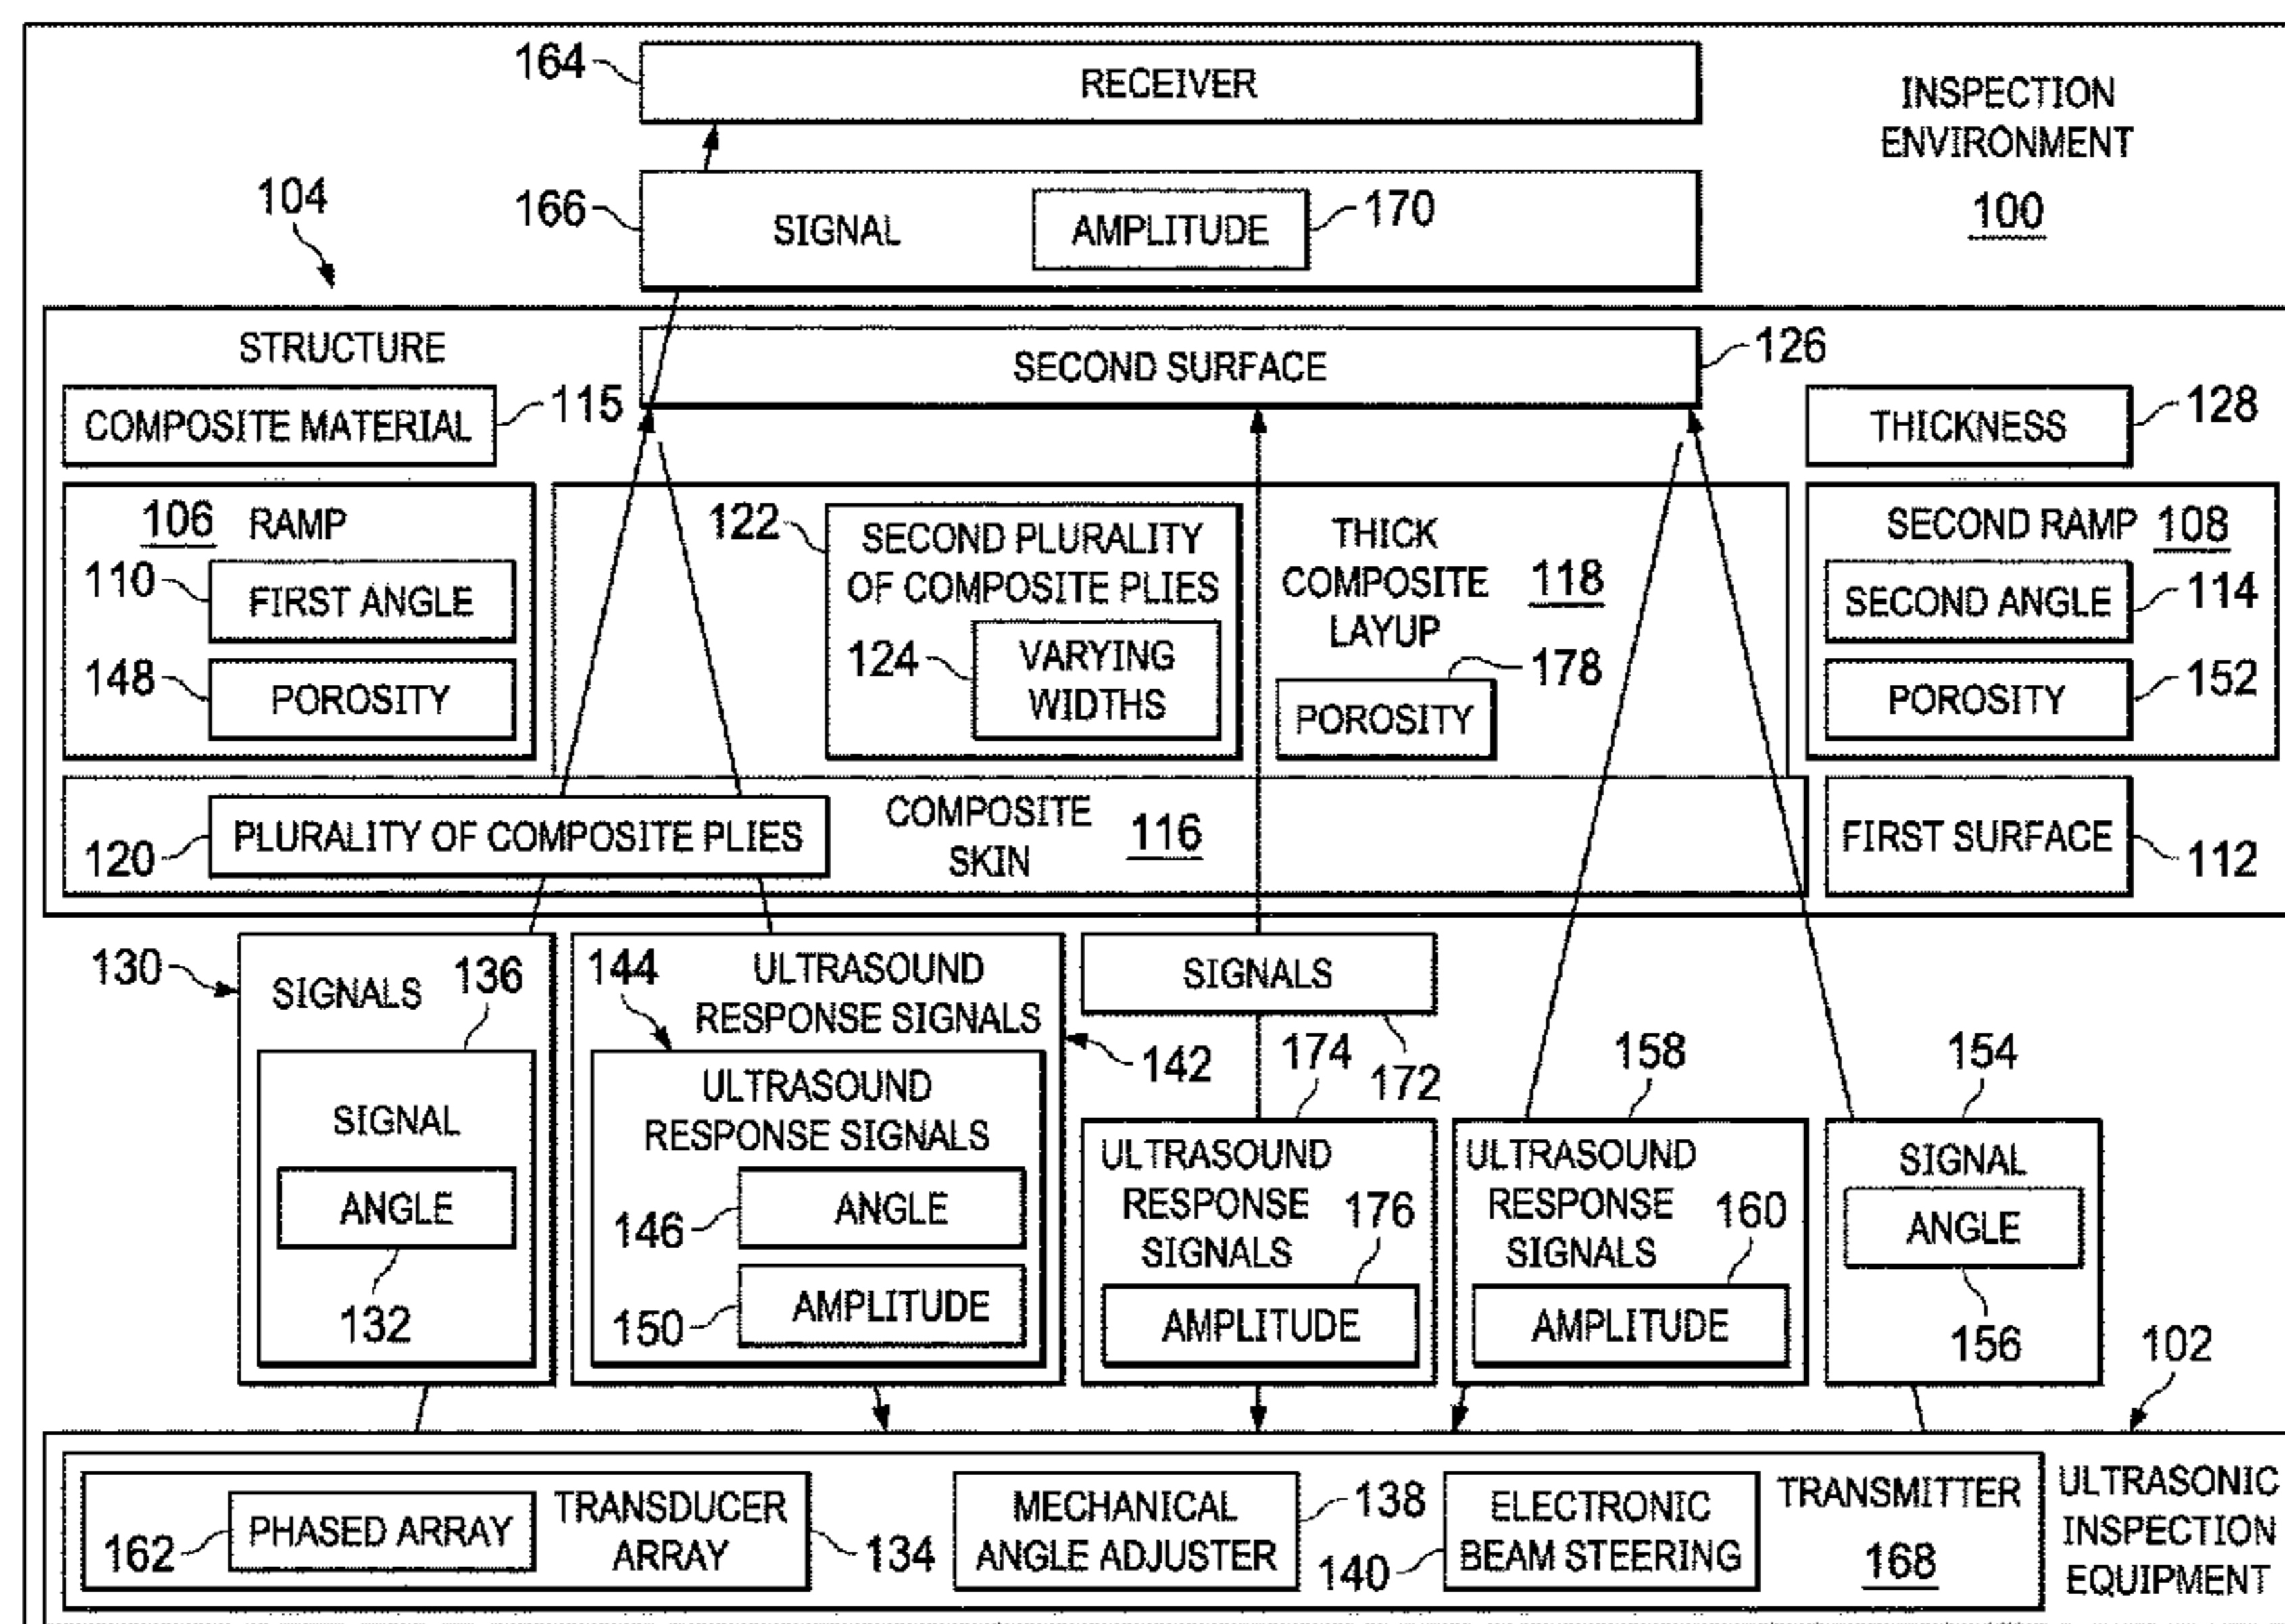 164
RECEIVER
INSPECTION
ENVIRONMENT
100
104
166
SIGNAL
AMPLITUDE
170
STRUCTURE
SECOND SURFACE
126
COMPOSITE MATERIAL
115
THICKNESS
128
106 RAMP
110
FIRST ANGLE
148
POROSITY
122
SECOND PLURALITY
OF COMPOSITE PLIES
124
VARYING
WIDTHS
THICK
COMPOSITE
LAYUP
118
178
POROSITY
SECOND RAMP 108
SECOND ANGLE
114
POROSITY
152
120
PLURALITY OF COMPOSITE PLIES
COMPOSITE
SKIN
116
FIRST SURFACE
112
130
SIGNALS
136
SIGNAL
ANGLE
132
144
ULTRASOUND
RESPONSE SIGNALS
142
ULTRASOUND
RESPONSE SIGNALS
146
ANGLE
150
AMPLITUDE
SIGNALS
172
174
ULTRASOUND
RESPONSE
SIGNALS
176
AMPLITUDE
158
ULTRASOUND
RESPONSE
SIGNALS
160
AMPLITUDE
154
SIGNAL
ANGLE
156
102
162
PHASED ARRAY
TRANSDUCER
ARRAY
134
MECHANICAL
ANGLE ADJUSTER
138
140
ELECTRONIC
BEAM STEERING
TRANSMITTER
168
ULTRASONIC
INSPECTION
EQUIPMENT